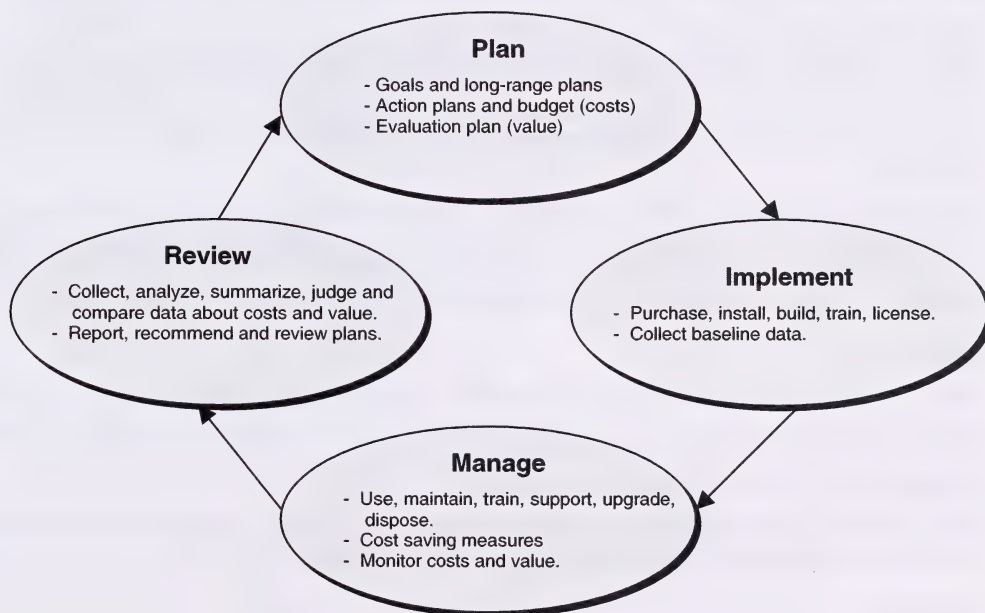 Plan
- Goals and long-range plans
- Action plans and budget (costs)
- Evaluation plan (value)
Review
- Collect, analyze, summarize, judge and
compare data about costs and value.
- Report, recommend and review plans.
Implement
- Purchase, install, build, train, license.
- Collect baseline data.
Manage
- Use, maintain, train, support, upgrade,
dispose.
- Cost saving measures
- Monitor costs and value.